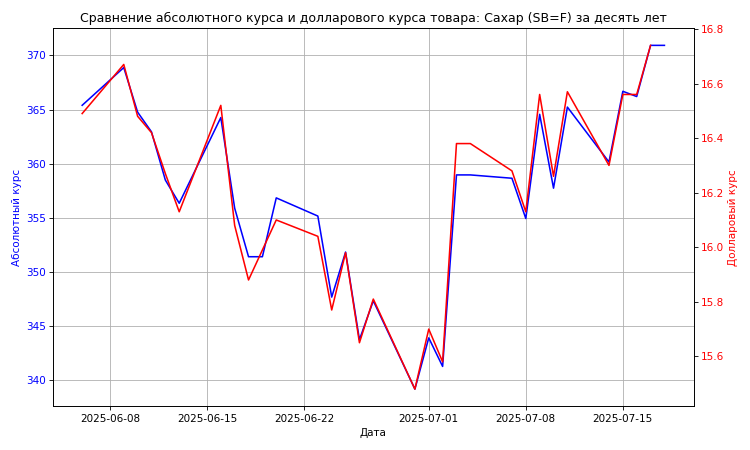 Сравнение абсолютного курса и долларового курса товара: Сахар (SB=F) за десять лет
Абсолютный курс
370
365
360
355
350
345
340
16.8
16.6
16.4
16.2
16.0
15.8
15.6
Долларовый курс
2025-06-08 2025-06-15 2025-06-22 2025-07-01 2025-07-08 2025-07-15
Дата